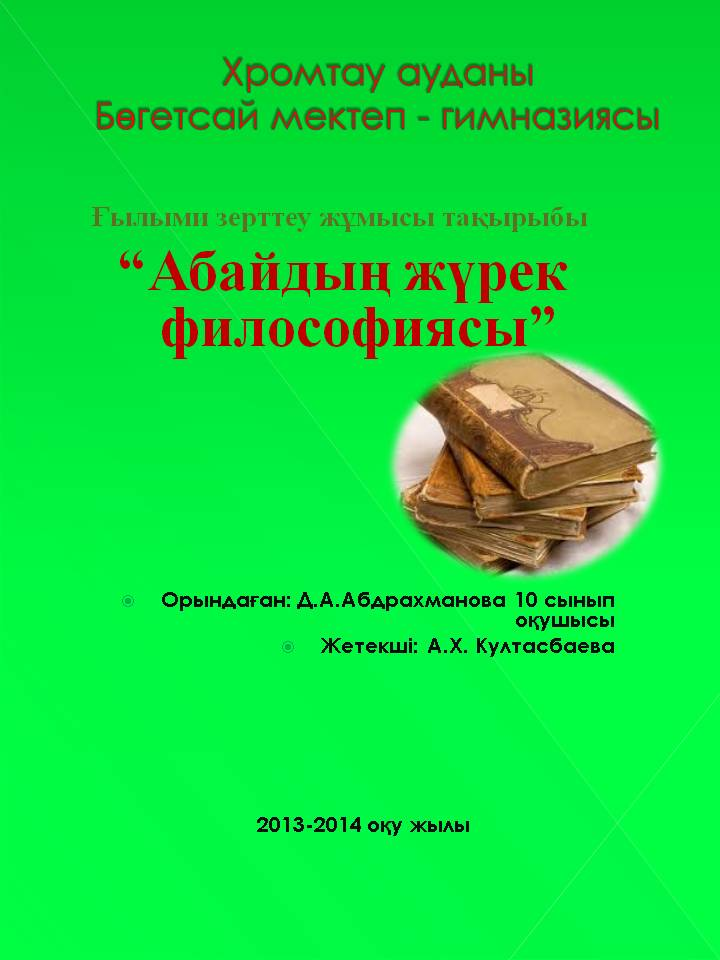 Хромтау ауданы
Бөгетсай мектеп - гимназиясы
Ғылыми зерттеу жұмысы тақырыбы
“Абайдың жүрек
философиясы”
Орындаған: Д.А.Абдрахманова 10 сынып
оқушысы
Жетекші: А.Х. Култасбаева
2013-2014 оқу жылы